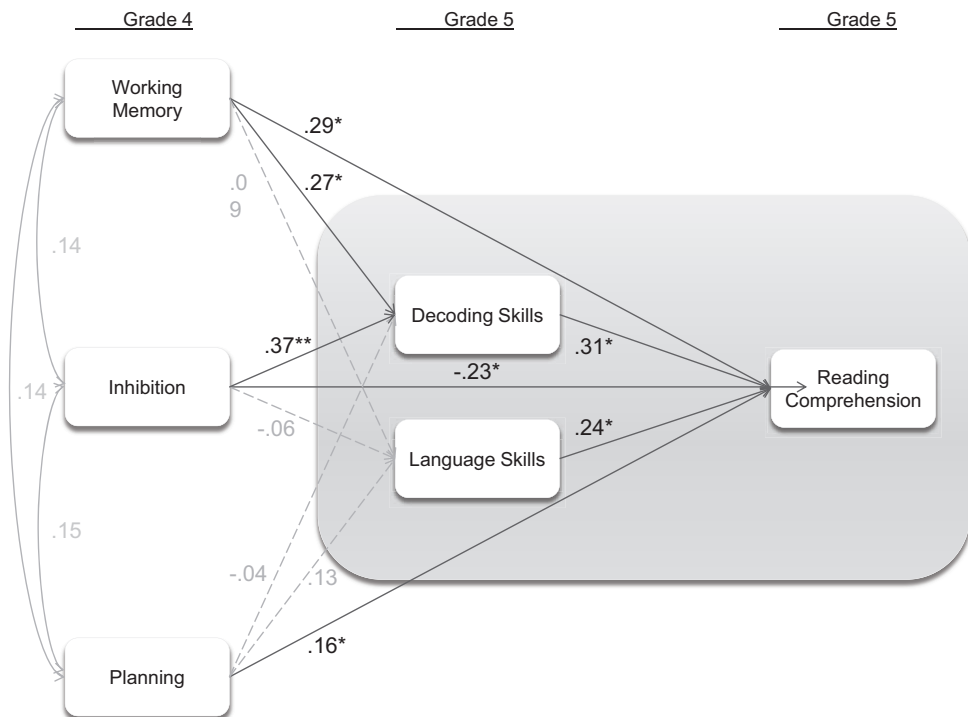 Grade 4
Grade 5
Grade 5
Working
Memory
.29*
.27*
.0
9
.14
Decoding Skills
.37**
.31*
-.23*
Inhibition
.14
Reading
Comprehension
-.06
.24*
Language Skills
.15
-.04
.13
.16*
Planning